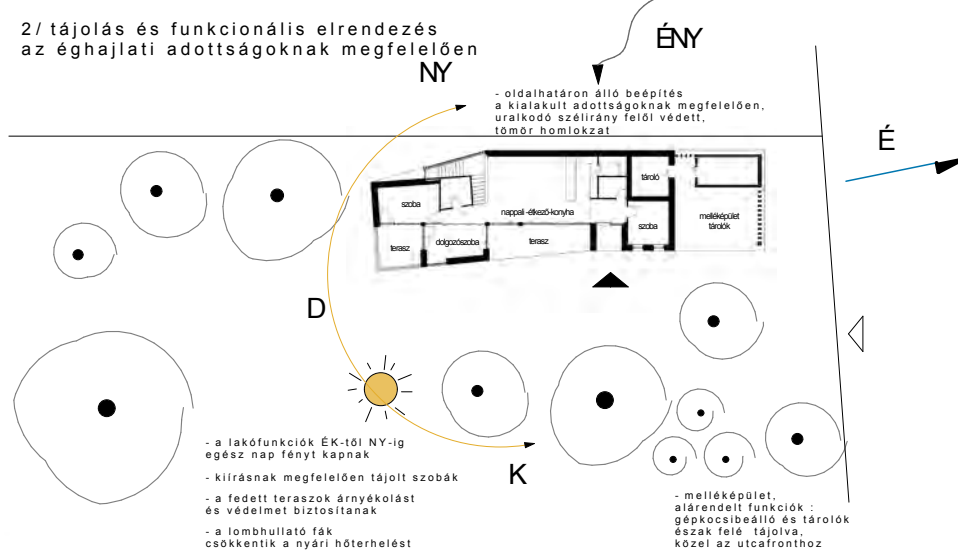 2/ tájolás és funkcionális elrendezés
az éghajlati adottságoknak megfelelően
ÉNY
NY
- oldalhatáron álló beépítés
a kialakult adottságoknak megfelelően,
uralkodó szélirány felől védett,
tömör homlokzat
É
tároló
szoba
nappali -étkező-konyha
szoba
melléképület
tárolók
terasz
dolgozószoba
terasz
D
K
- a lakófunkciók ÉK-től NY-ig
egész nap fényt kapnak
- kiírásnak megfelelően tájolt szobák
- a fedett teraszok árnyékolást
és védelmet biztosítanak
- a lombhullató fák
csökkentik a nyári hőterhelést
- melléképület,
alárendelt funkciók :
gépkocsibeálló és tárolók
észak felé tájolva,
közel az utcafronthoz